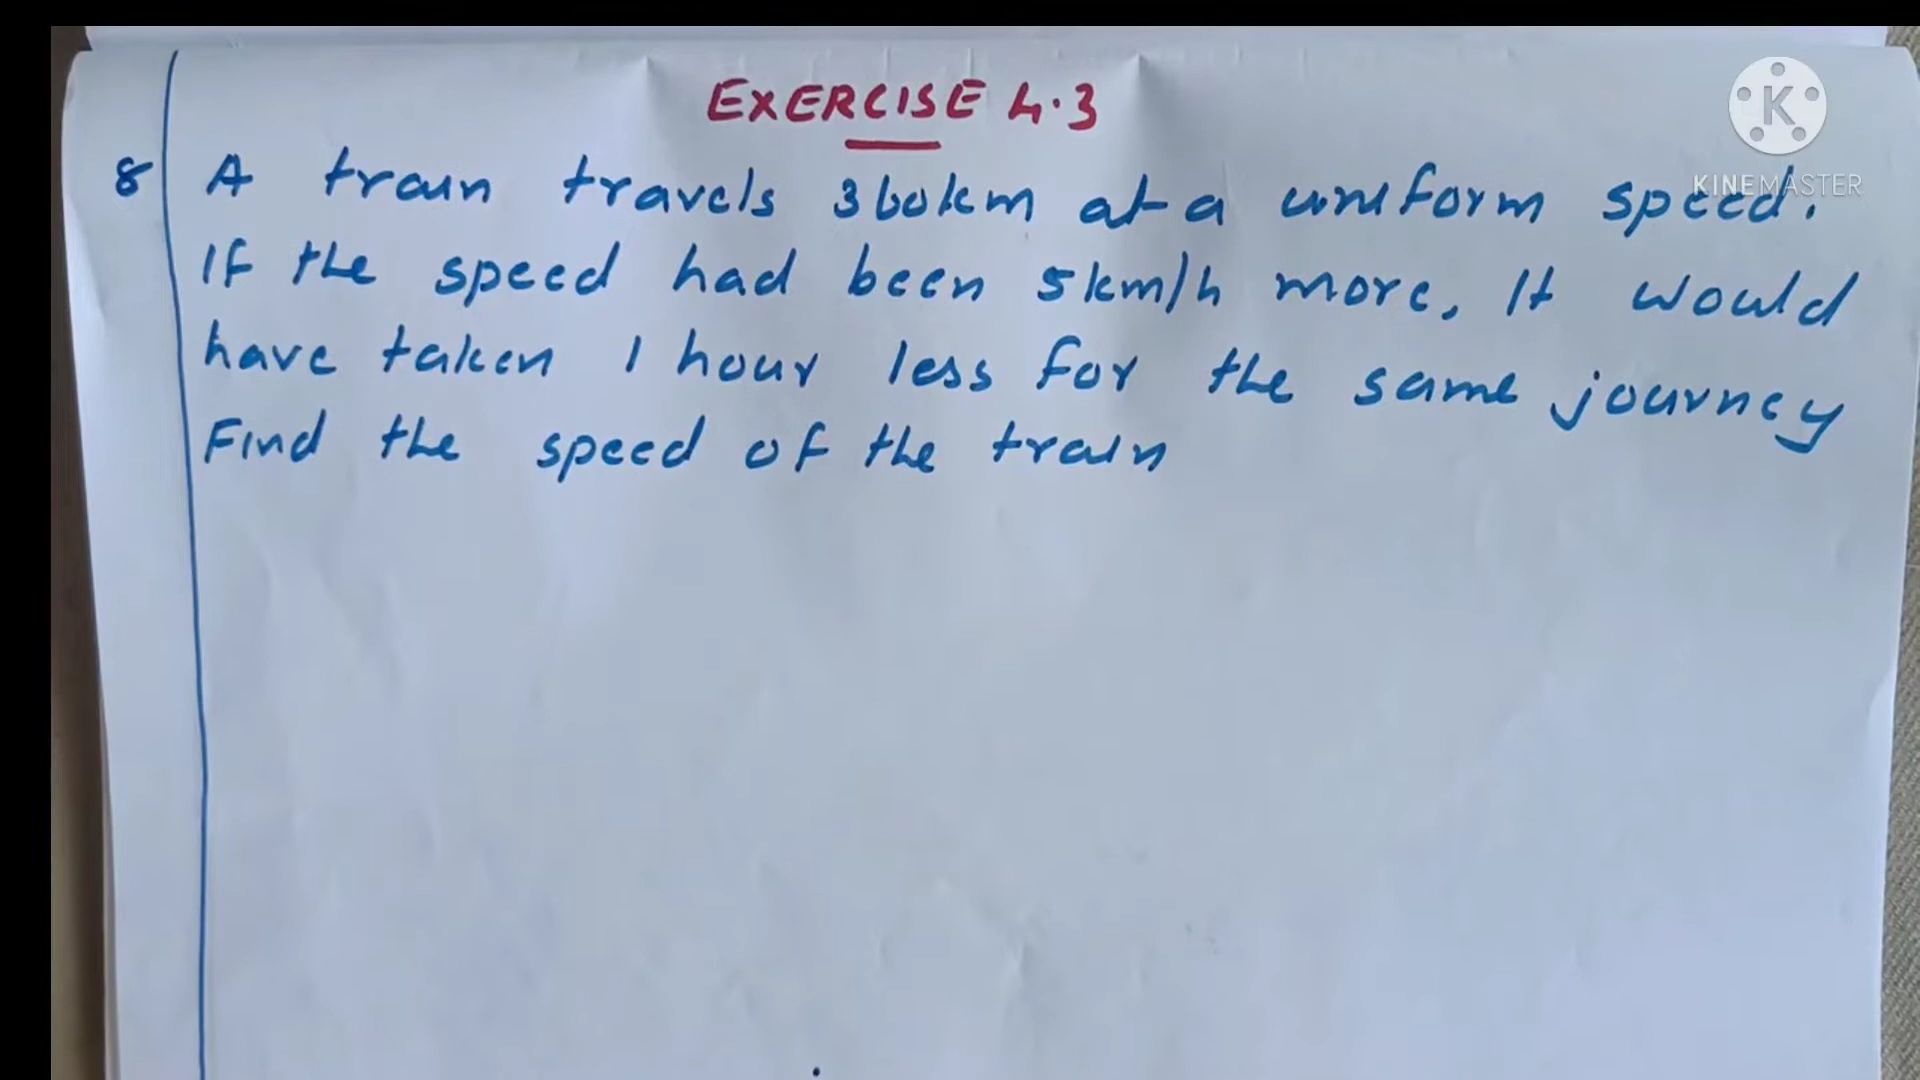 EXERCISE 4.3
8 A train travels 360km at a uniform speed.
If the speed had been 5km/h more, It would
have taken 1 hour less for the same journey
Find the speed of the train
K
KINEMASTER